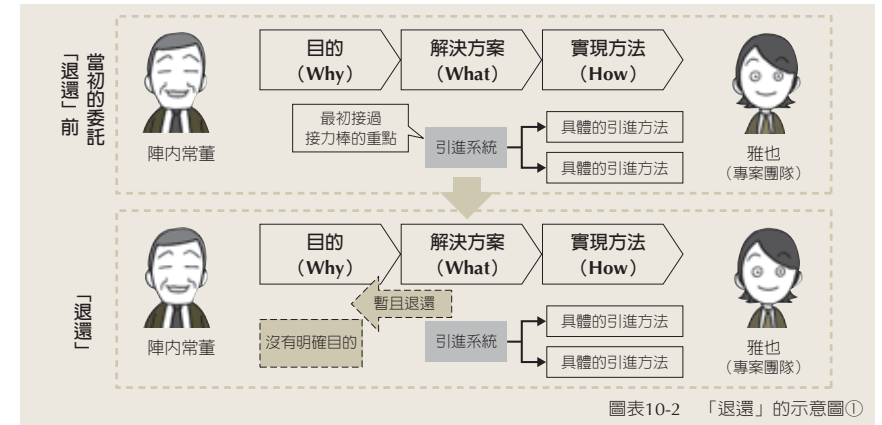 當初的委託
「退還」前
目的
（Why）
解決方案
（What）
實現方法
（How）
陣內常董
最初接過
接力棒的重點
引進系統
具體的引進方法
具體的引進方法
雅也
（專案團隊）
「退還」
目的
（Why）
解決方案
（What）
實現方法
（How）
陣內常董
暫且退還
沒有明確目的
引進系統
具體的引進方法
具體的引進方法
雅也
（專案團隊）
圖表10-2 「退還」的示意圖①